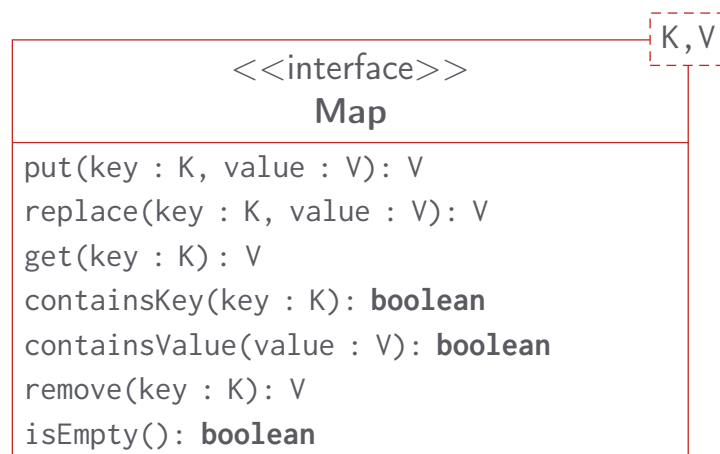 K,V
<<interface>>
Map
put(key : K, value : V): V
replace(key : K, value : V): V
get(key : K): V
containsKey(key : K): boolean
containsValue(value : V): boolean
remove(key : K): V
isEmpty(): boolean